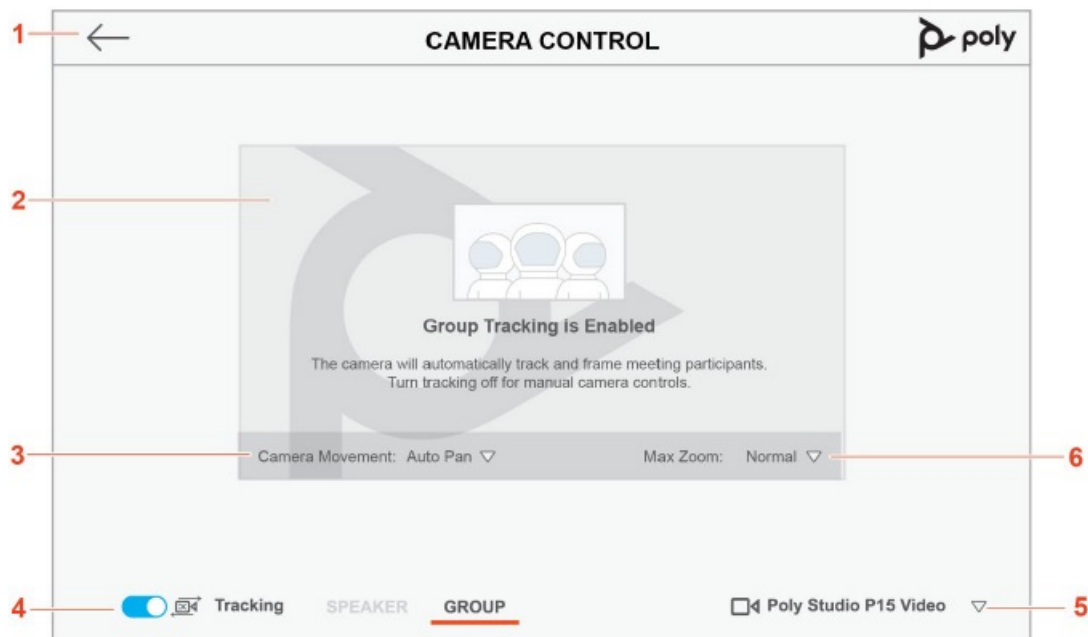 1
CAMERA CONTROL
poly
2
Group Tracking is Enabled
The camera will automatically track and frame meeting participants.
Turn tracking off for manual camera controls.
3
Camera Movement: Auto Pan
Max Zoom: Normal
6
4
Tracking
SPEAKER
GROUP
Poly Studio P15 Video
5